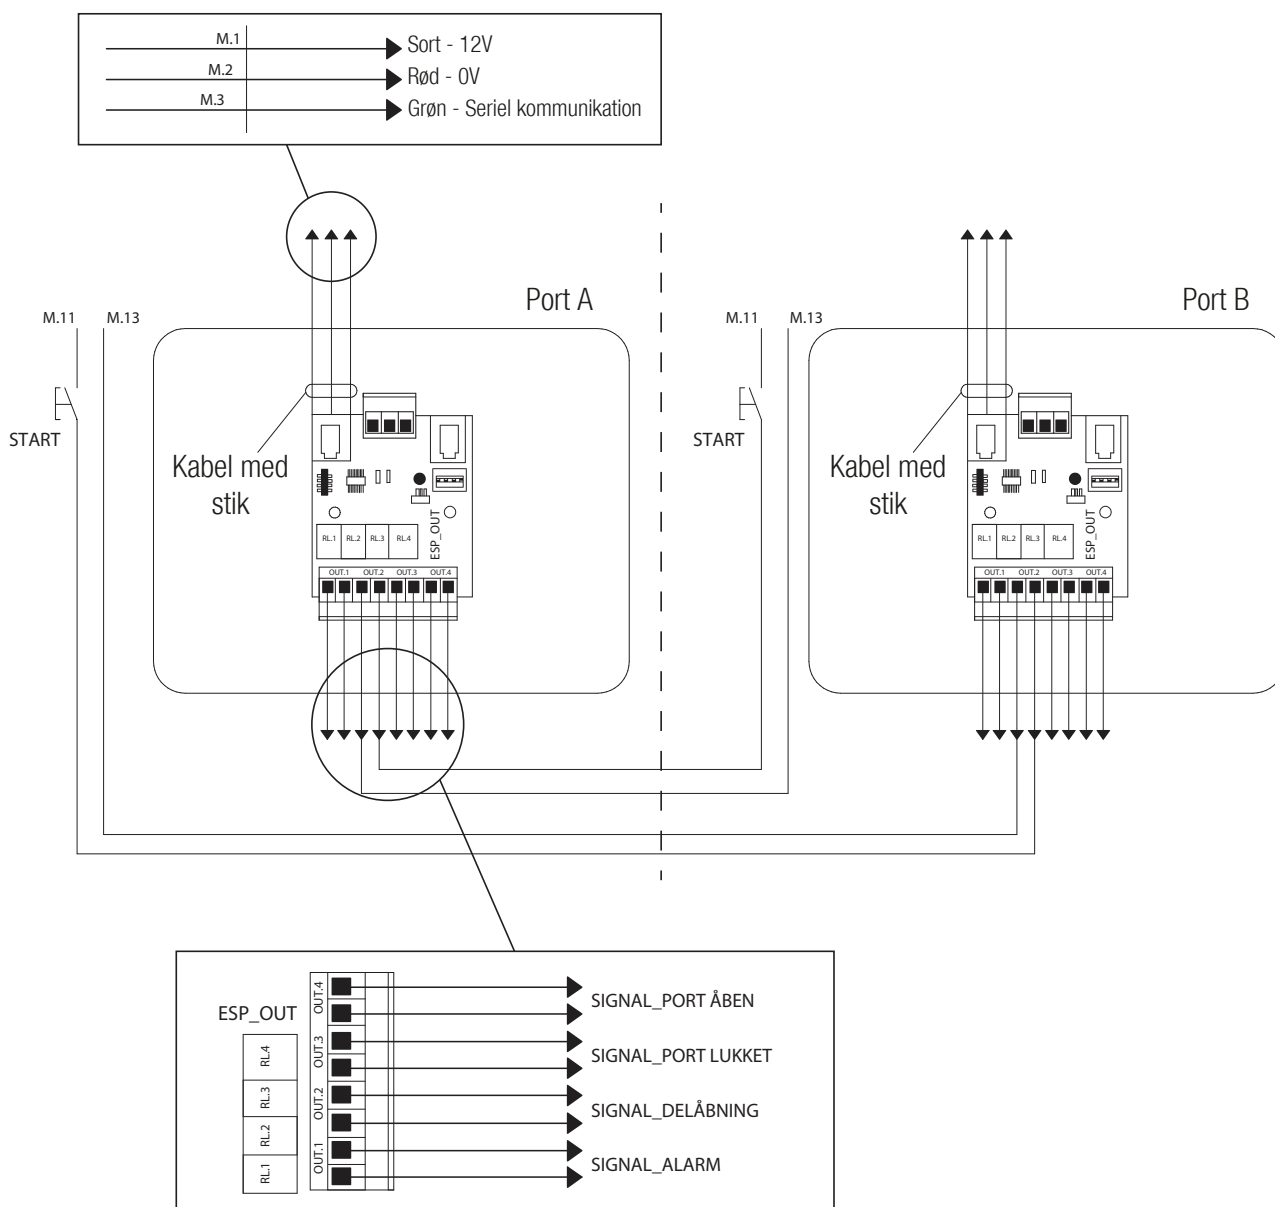 M.1
Sort - 12V
M.2
Rød - 0V
M.3
Grøn - Seriel kommunikation
Port A
Port B
M.11
M.13
M.11
M.13
START
START
Kabel med
stik
Kabel med
stik
RL.1
RL.2
RL.3
RL.4
ESP_OUT
OUT.1
OUT.2
OUT.3
OUT.4
RL.1
RL.2
RL.3
RL.4
ESP_OUT
OUT.1
OUT.2
OUT.3
OUT.4
ESP_OUT
OUT.4
SIGNAL_PORT ÅBEN
RL.4
OUT.3
SIGNAL_PORT LUKKET
RL.3
OUT.2
SIGNAL_DELÅBNING
RL.2
OUT.1
SIGNAL_ALARM
RL.1